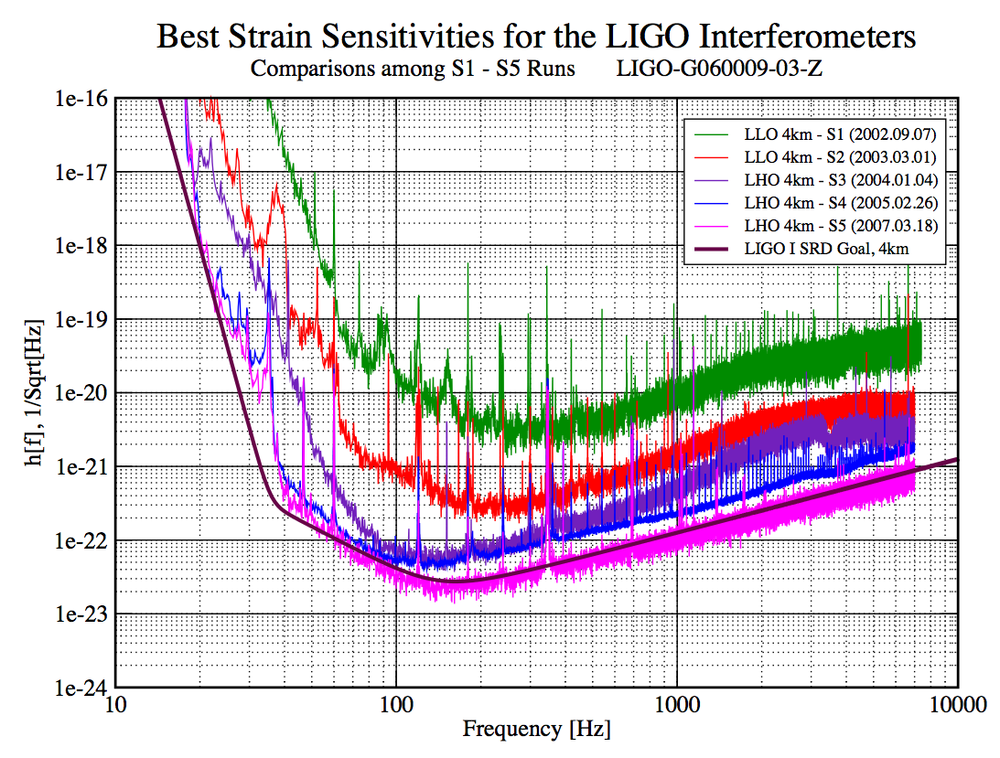 Best Strain Sensitivities for the LIGO Interferometers
Comparisons among S1 - S5 Runs LIGO-G060009-03-Z
h[f], 1/Sqrt[Hz]
1e-16
1e-17
1e-18
1e-19
1e-20
1e-21
1e-22
1e-23
1e-24
LLO 4km - S1 (2002.09.07)
LLO 4km - S2 (2003.03.01)
LHO 4km - S3 (2004.01.04)
LHO 4km - S4 (2005.02.26)
LHO 4km - S5 (2007.03.18)
LIGO I SRD Goal, 4km
10 100 1000 10000
Frequency [Hz]